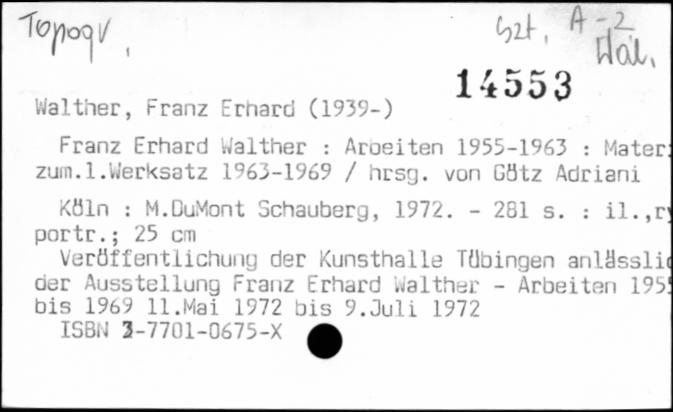 Topogr.
Szt. A-2
Wal.
14553
Walther, Franz Erhard (1939-)
Franz Erhard Walther : Arbeiten 1955-1963 : Mater
zum.1.Werksatz 1963-1969 / hrsg. von Götz Adriani
Köln : M.DuMont Schauberg, 1972. - 281 s. : il.,r
portr.; 25 cm
Veröffentlichung der Kunsthalle Tübingen anlässlic
der Ausstellung Franz Erhard Walther - Arbeiten 195
bis 1969 11.Mai 1972 bis 9.Juli 1972
ISBN 3-7701-0675-X